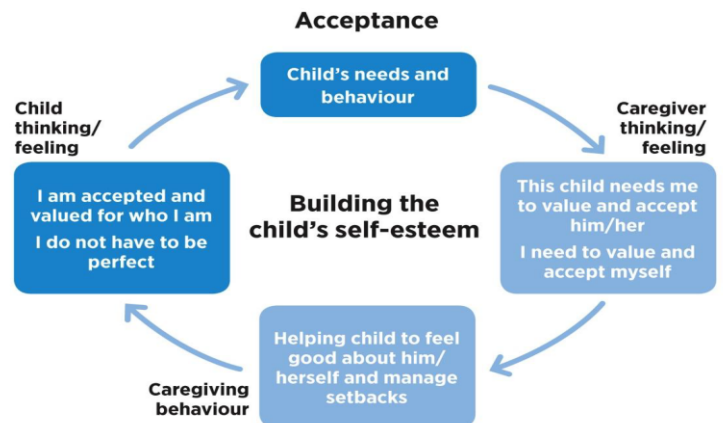 Acceptance
Child's needs and
behaviour
Child
thinking/
feeling
Caregiver
thinking/
feeling
I am accepted and
valued for who I am
I do not have to be
perfect
Building the
child's self-esteem
This child needs me
to value and accept
him/her
I need to value and
accept myself
Helping child to feel
good about him/
herself and manage
setbacks
Caregiving
behaviour